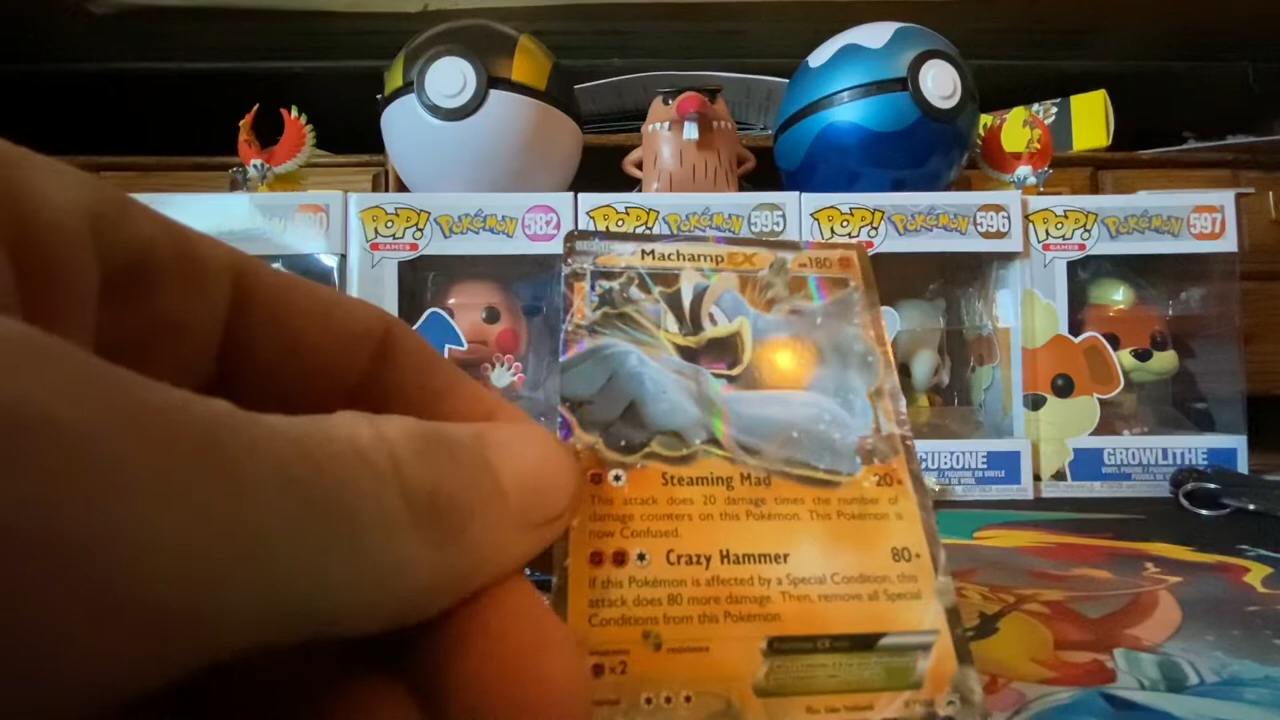 POP! GAMES Pokémon 582
POP! Pokémon 595
POP! Pokémon 596
POP! GAMES Pokémon 597
MachampEX 180
Steaming Mad 20
This attack does 20 damage times the number of
damage counters on this Pokémon. This Pokémon is
now Confused.
Crazy Hammer 80+
If this Pokémon is affected by a Special Condition, this
attack does 80 more damage. Then, remove all Special
Conditions from this Pokémon.
resistance
x2
CUBONE
GROWLITHE